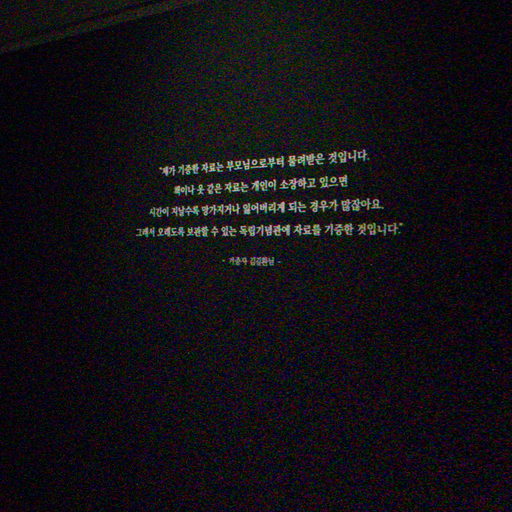 "제가 기증한 자료는 부모님으로부터 물려받은 것입니다.
책이나 옷 같은 자료는 개인이 소장하고 있으면
시간이 지날수록 망가지거나 잃어버리게 되는 경우가 많잖아요.
그래서 오래도록 보관할 수 있는 독립기념관에 자료를 기증한 것입니다."
- 기증자 -